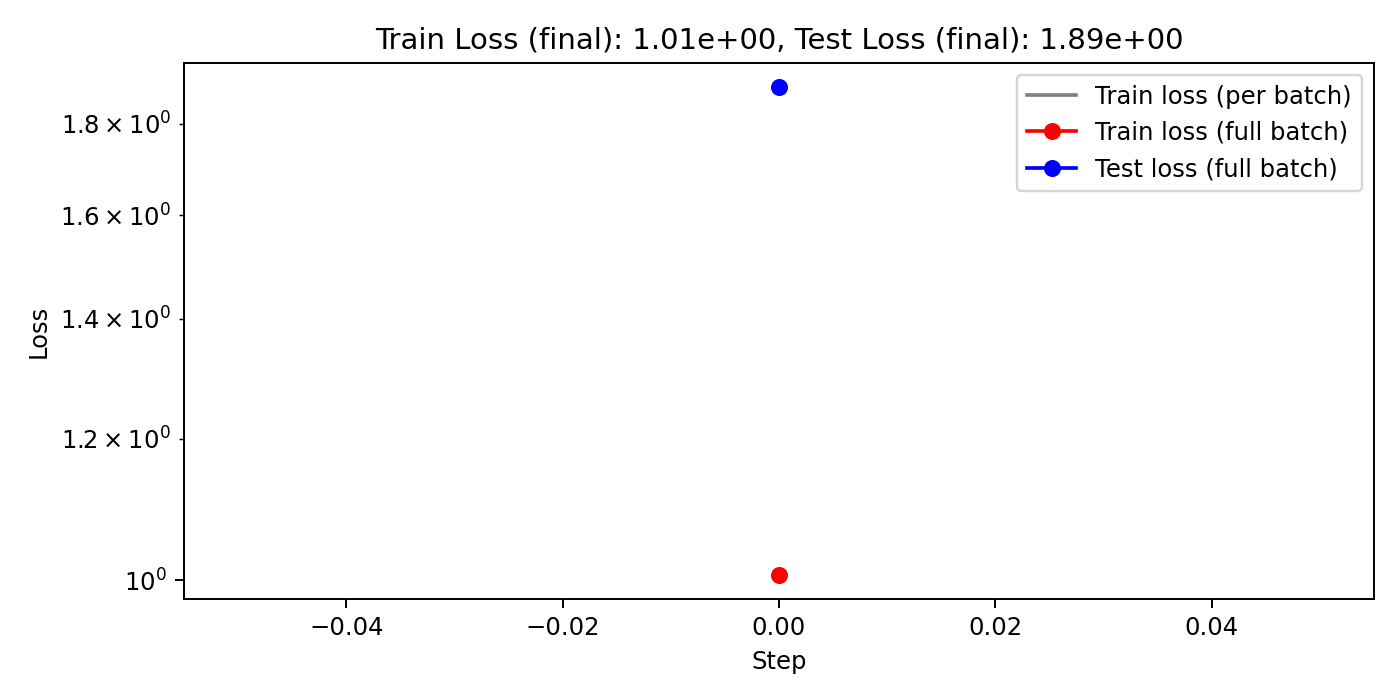 Train Loss (final): 1.01e+00, Test Loss (final): 1.89e+00
Train loss (per batch)
Train loss (full batch)
Test loss (full batch)
Loss
1.8 × 10⁰
1.6 × 10⁰
1.4 × 10⁰
1.2 × 10⁰
10⁰
−0.04 −0.02 0.00 0.02 0.04
Step